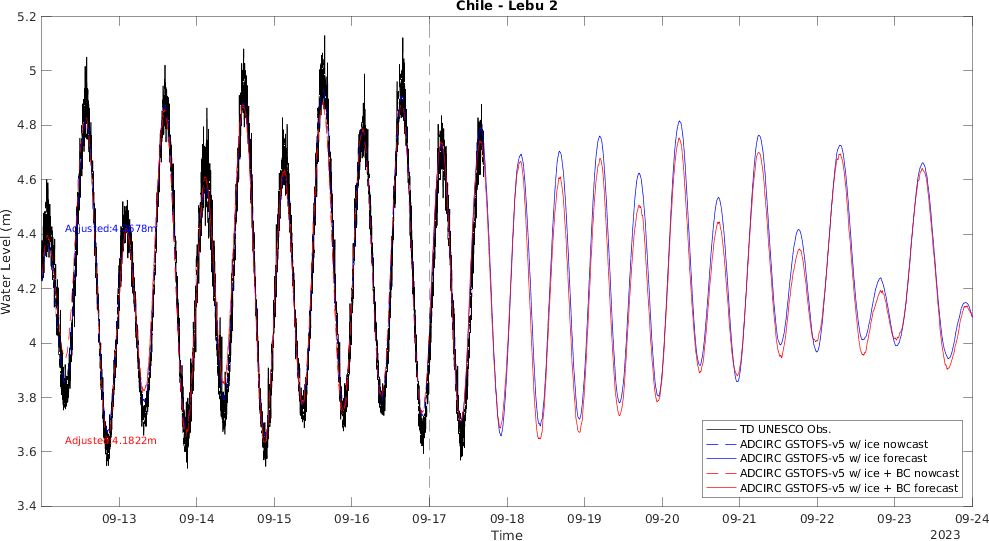 Chile - Lebu 2
5.2
5
4.8
4.6
4.4
4.2
4
3.8
3.6
3.4
Water Level (m)
Adjusted:4. 678m
Adjusted:4.1822m
TD UNESCO Obs.
ADCIRC GSTOFS-v5 w/ ice nowcast
ADCIRC GSTOFS-v5 w/ ice forecast
ADCIRC GSTOFS-v5 w/ ice + BC nowcast
ADCIRC GSTOFS-v5 w/ ice + BC forecast
09-13 09-14 09-15 09-16 09-17 09-18 09-19 09-20 09-21 09-22 09-23 09-24
Time
2023